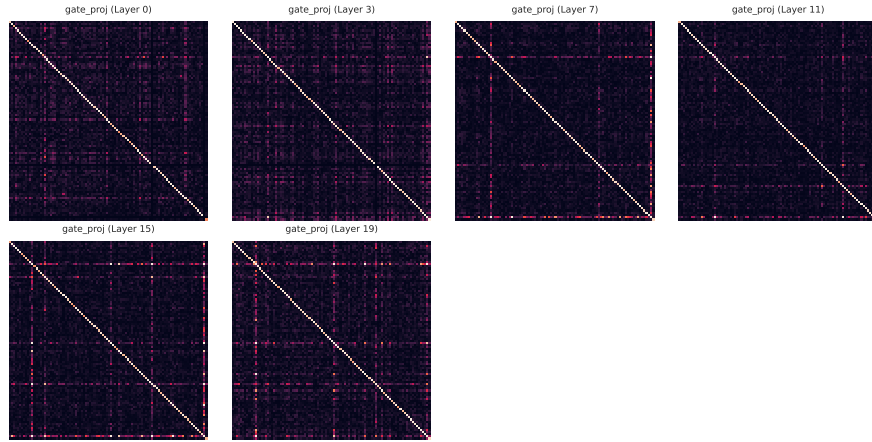 gate_proj (Layer 0)
gate_proj (Layer 3)
gate_proj (Layer 7)
gate_proj (Layer 11)
gate_proj (Layer 15)
gate_proj (Layer 19)